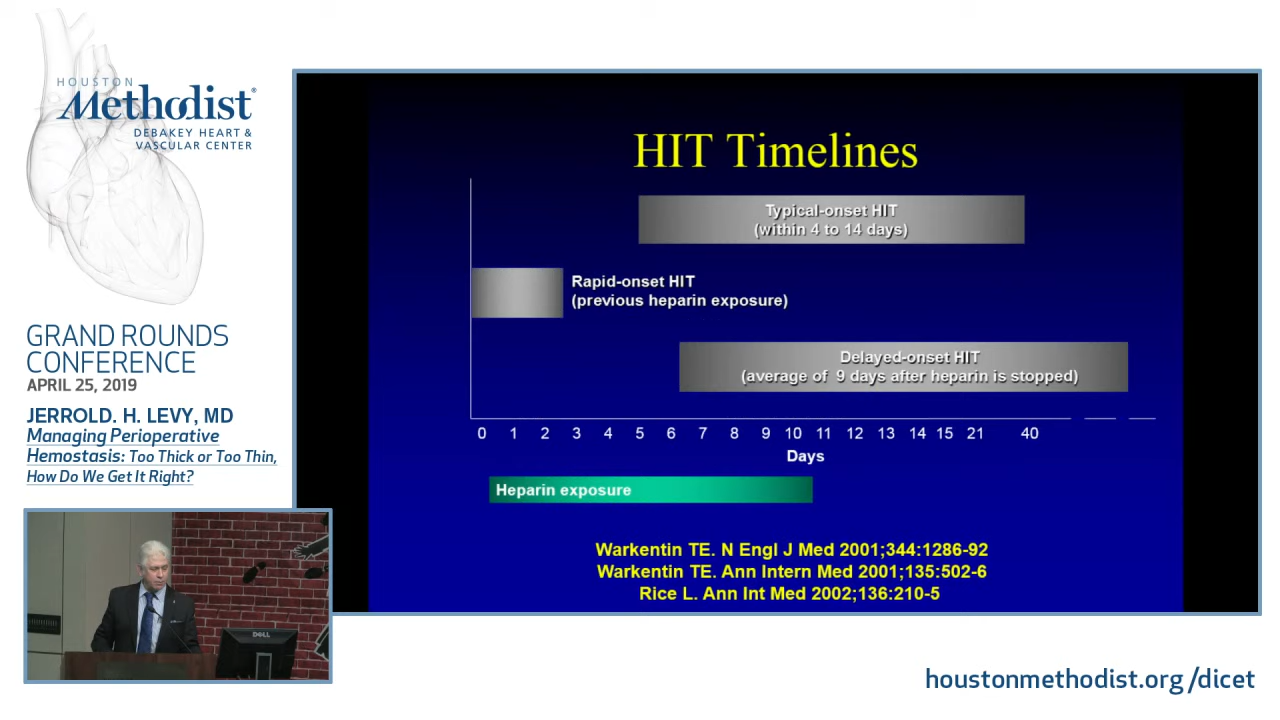 HOUSTON
Methodist®
DEBAKEY HEART &
VASCULAR CENTER
GRAND ROUNDS
CONFERENCE
APRIL 25, 2019
JERROLD. H. LEVY, MD
Managing Perioperative
Hemostasis: Too Thick or Too Thin,
How Do We Get It Right?
HIT Timelines
Typical-onset HIT
(within 4 to 14 days)
Rapid-onset HIT
(previous heparin exposure)
Delayed-onset HIT
(average of 9 days after heparin is stopped)
0 1 2 3 4 5 6 7 8 9 10 11 12 13 14 15 21 40
Days
Heparin exposure
Warkentin TE. N Engl J Med 2001;344:1286-92
Warkentin TE. Ann Intern Med 2001;135:502-6
Rice L. Ann Int Med 2002;136:210-5
DELL
houstonmethodist.org/dicet